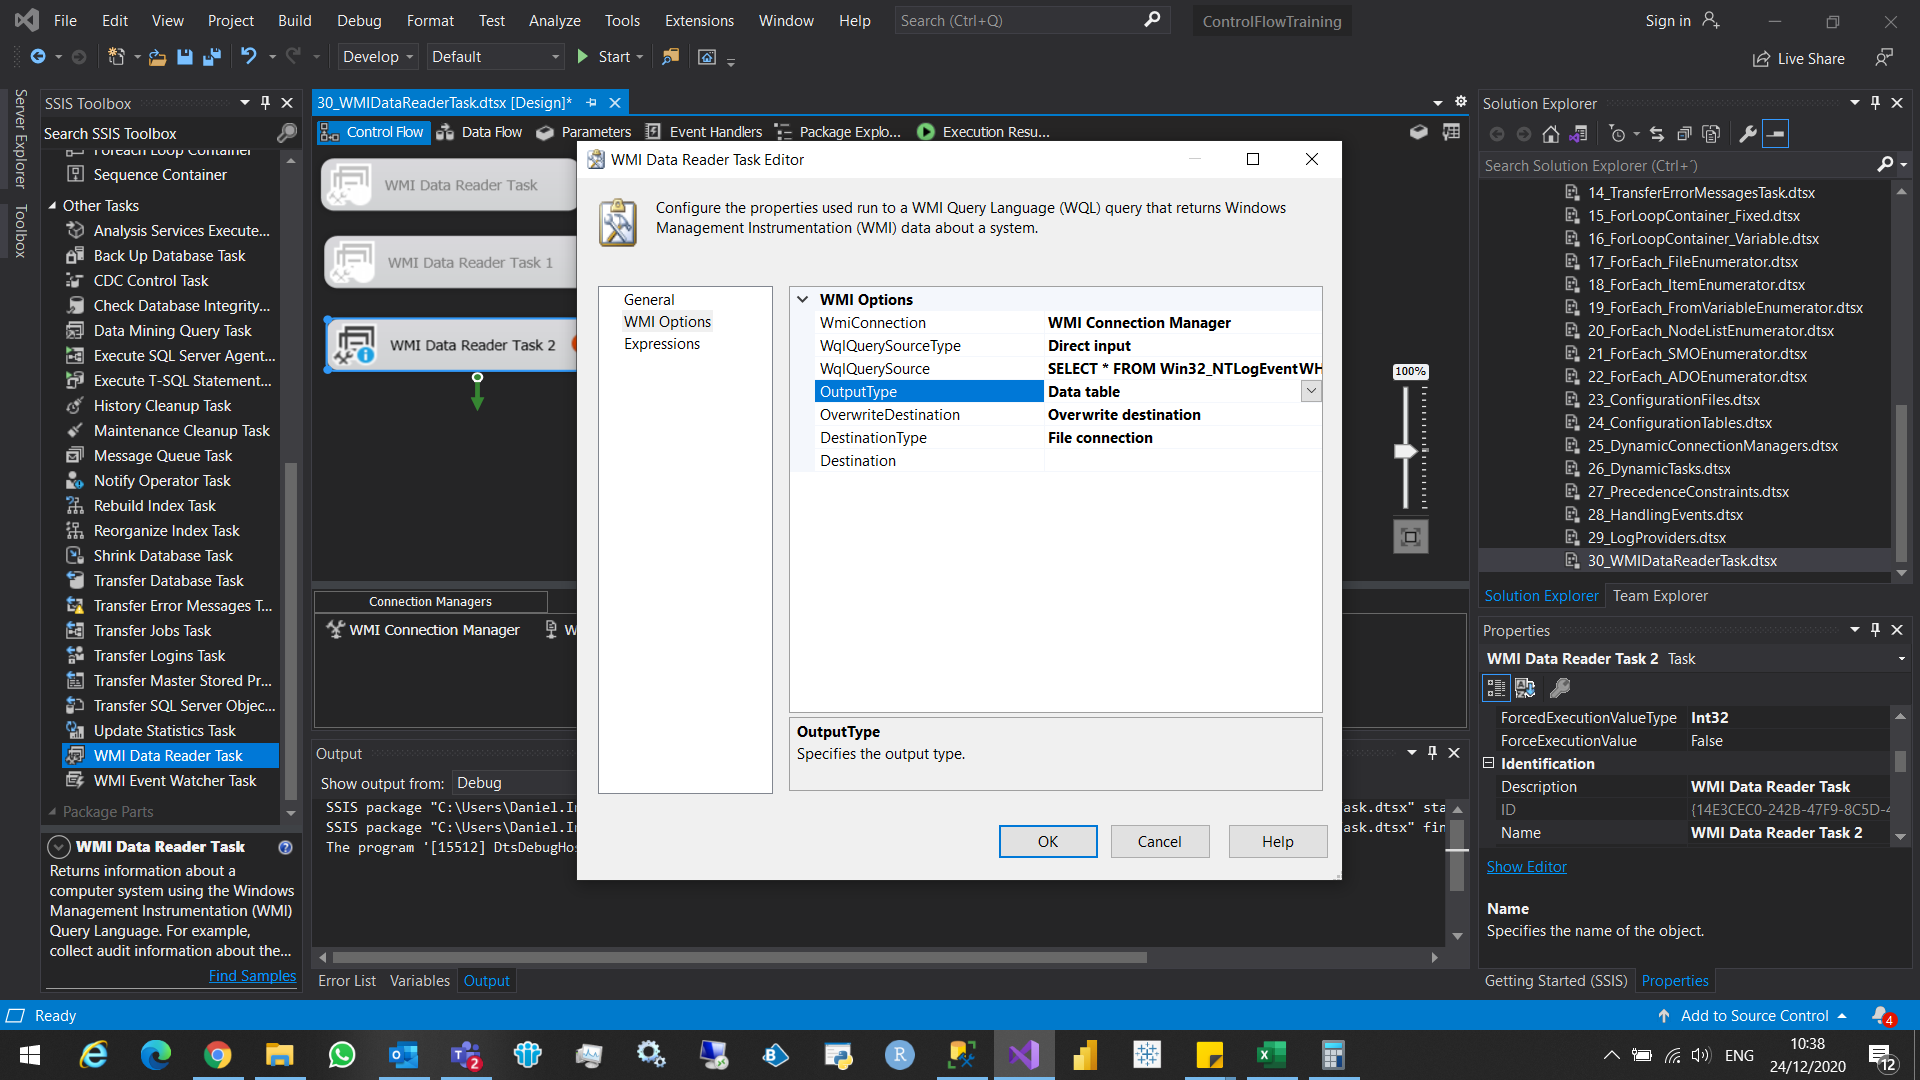 File Edit View Project Build Debug Format Test Analyze Tools Extensions Window Help Search (Ctrl+Q) ControlFlowTraining Sign in
Develop Default Start Live Share
Server Explorer
Toolbox
SSIS Toolbox
Search SSIS Toolbox
Foreach Loop Container
Sequence Container
Other Tasks
Analysis Services Execute...
Back Up Database Task
CDC Control Task
Check Database Integrity...
Data Mining Query Task
Execute SQL Server Agent...
Execute T-SQL Statement...
History Cleanup Task
Maintenance Cleanup Task
Message Queue Task
Notify Operator Task
Rebuild Index Task
Reorganize Index Task
Shrink Database Task
Transfer Database Task
Transfer Error Messages T...
Transfer Jobs Task
Transfer Logins Task
Transfer Master Stored Pr...
Transfer SQL Server Objec...
Update Statistics Task
WMI Data Reader Task
WMI Event Watcher Task
Package Parts
WMI Data Reader Task
Returns information about a
computer system using the Windows
Management Instrumentation (WMI)
Query Language. For example,
collect audit information about the...
Find Samples
30_WMIDataReaderTask.dtsx [Design]*
Control Flow Data Flow Parameters Event Handlers Package Explo... Execution Resu...
WMI Data Reader Task
WMI Data Reader Task 1
WMI Data Reader Task 2
100%
Connection Managers
WMI Connection Manager W
Output
Show output from: Debug
SSIS package "C:\Users\Daniel.I ask.dtsx" sta
SSIS package "C:\Users\Daniel.I ask.dtsx" fin
The program '[15512] DtsDebugHos
Error List Variables Output
WMI Data Reader Task Editor
Configure the properties used run to a WMI Query Language (WQL) query that returns Windows
Management Instrumentation (WMI) data about a system.
General
WMI Options
Expressions
WMI Options
WmiConnection WMI Connection Manager
WqlQuerySourceType Direct input
WqlQuerySource SELECT * FROM Win32_NTLogEventWH
OutputType Data table
OverwriteDestination Overwrite destination
DestinationType File connection
Destination
OutputType
Specifies the output type.
OK Cancel Help
Solution Explorer
Search Solution Explorer (Ctrl+¨)
14_TransferErrorMessagesTask.dtsx
15_ForLoopContainer_Fixed.dtsx
16_ForLoopContainer_Variable.dtsx
17_ForEach_FileEnumerator.dtsx
18_ForEach_ItemEnumerator.dtsx
19_ForEach_FromVariableEnumerator.dtsx
20_ForEach_NodeListEnumerator.dtsx
21_ForEach_SMOEnumerator.dtsx
22_ForEach_ADOEnumerator.dtsx
23_ConfigurationFiles.dtsx
24_ConfigurationTables.dtsx
25_DynamicConnectionManagers.dtsx
26_DynamicTasks.dtsx
27_PrecedenceConstraints.dtsx
28_HandlingEvents.dtsx
29_LogProviders.dtsx
30_WMIDataReaderTask.dtsx
Solution Explorer Team Explorer
Properties
WMI Data Reader Task 2 Task
ForcedExecutionValueType Int32
ForceExecutionValue False
Identification
Description WMI Data Reader Task
ID {14E3CEC0-242B-47F9-8C5D-4
Name WMI Data Reader Task 2
Show Editor
Name
Specifies the name of the object.
Getting Started (SSIS) Properties
Ready Add to Source Control 4
2 ENG 10:38
24/12/2020 12